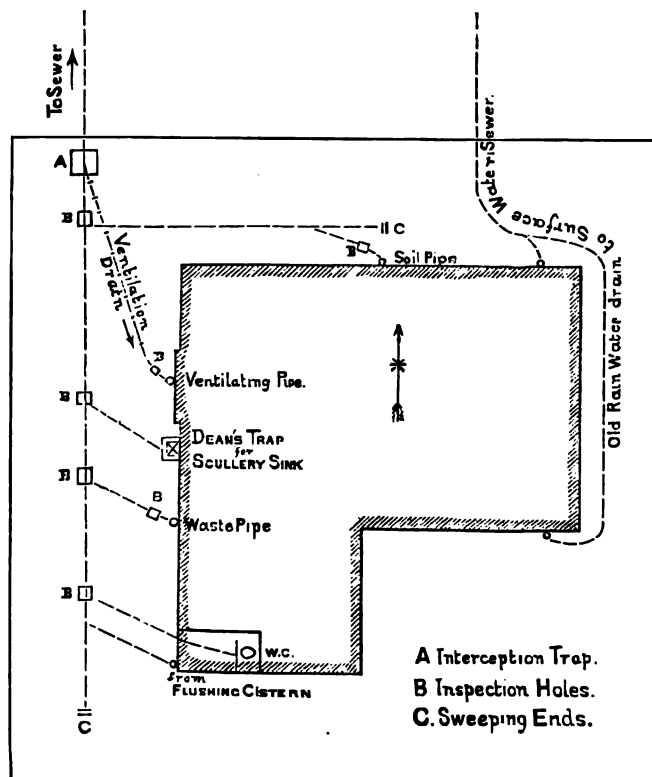 To Sewer
Water Sewer.
A
B
C
to Surface
B
Soil Pipe
Ventilation
Drain
Old Rain Water drain
A
B
Ventilating Pipe.
B
DEAN'S TRAP
for
SCULLERY SINK
B
B
Waste Pipe
B
W.C.
from
FLUSHING CISTERN
C
A Interception Trap.
B Inspection Holes.
C. Sweeping Ends.